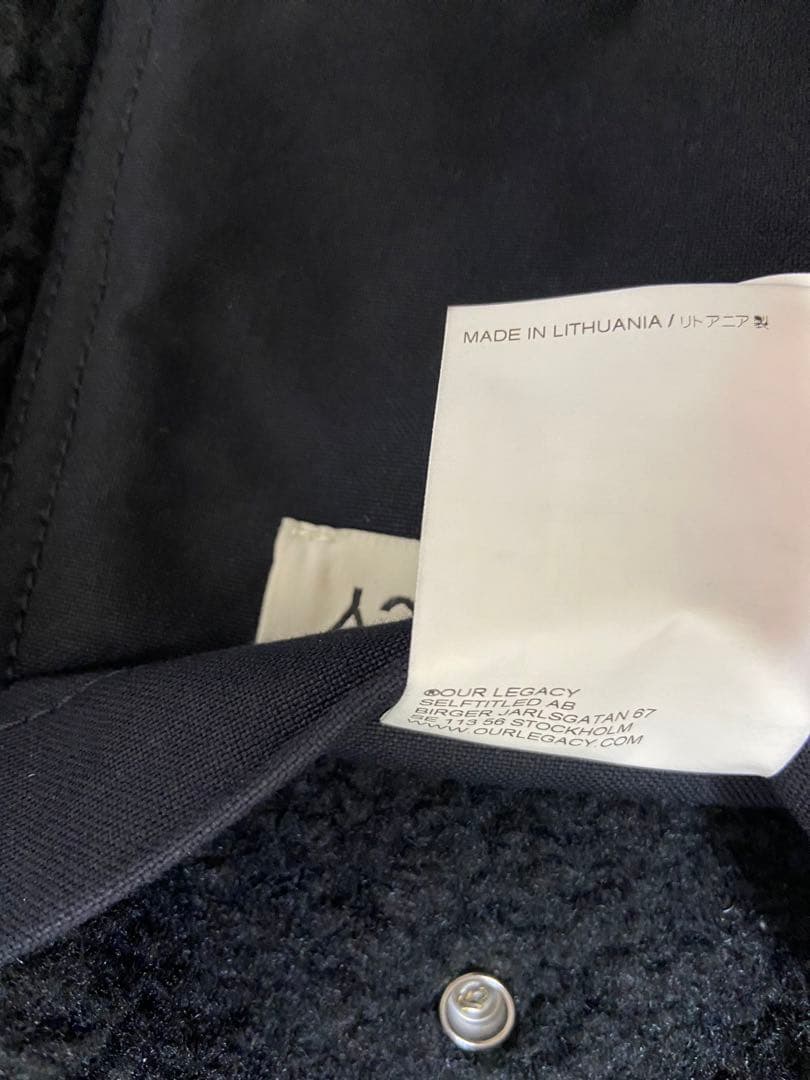 MADE IN LITHUANIA / リトアニア製
CY
®OUR LEGACY
SELFTITLED AB
BIRGER JARLSGATAN 67
SE 113 56 STOCKHOLM
WWW.OURLEGACY.COM